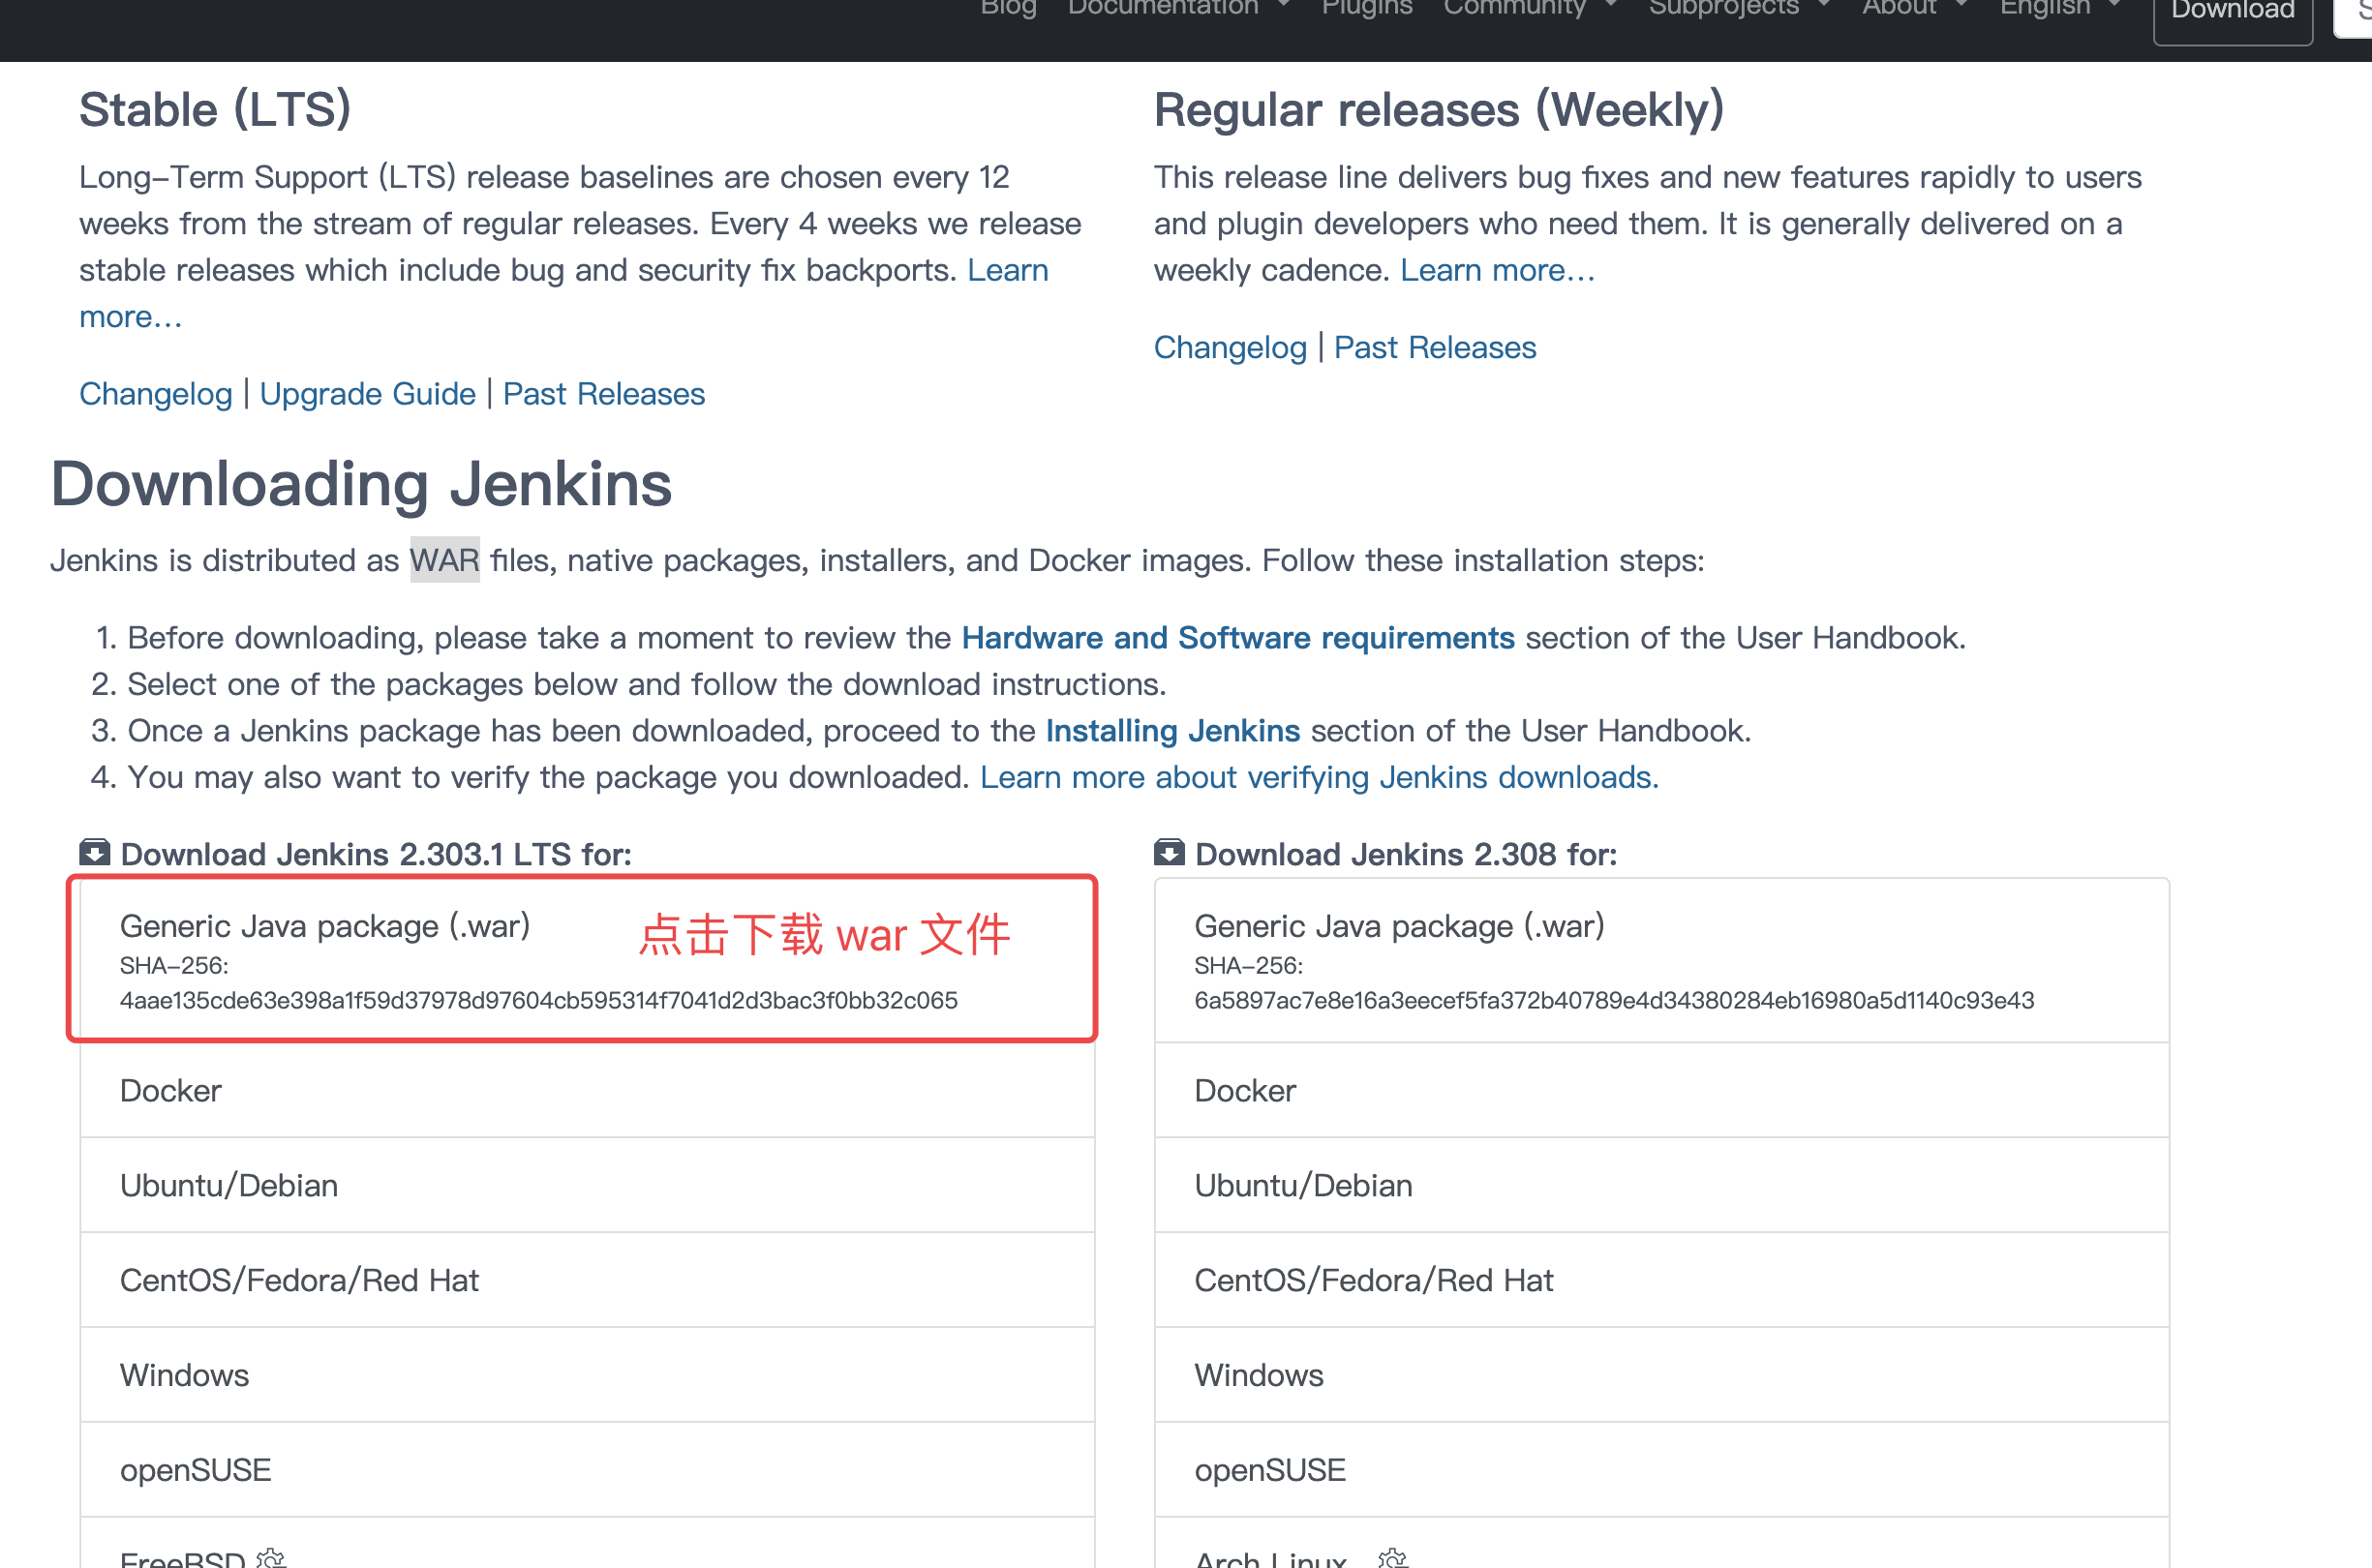 Blog Documentation Plugins Community Subprojects About English Download
Stable (LTS)
Long-Term Support (LTS) release baselines are chosen every 12
weeks from the stream of regular releases. Every 4 weeks we release
stable releases which include bug and security fix backports. Learn
more…
Changelog | Upgrade Guide | Past Releases
Regular releases (Weekly)
This release line delivers bug fixes and new features rapidly to users
and plugin developers who need them. It is generally delivered on a
weekly cadence. Learn more…
Changelog | Past Releases
Downloading Jenkins
Jenkins is distributed as WAR files, native packages, installers, and Docker images. Follow these installation steps:
1. Before downloading, please take a moment to review the Hardware and Software requirements section of the User Handbook.
2. Select one of the packages below and follow the download instructions.
3. Once a Jenkins package has been downloaded, proceed to the Installing Jenkins section of the User Handbook.
4. You may also want to verify the package you downloaded. Learn more about verifying Jenkins downloads.
Download Jenkins 2.303.1 LTS for:
Generic Java package (.war)
点击下载 war 文件
SHA-256:
4aae135cde63e398a1f59d37978d97604cb595314f7041d2d3bac3f0bb32c065
Docker
Ubuntu/Debian
CentOS/Fedora/Red Hat
Windows
openSUSE
FreeBSD
Download Jenkins 2.308 for:
Generic Java package (.war)
SHA-256:
6a5897ac7e8e16a3eecef5fa372b40789e4d34380284eb16980a5d1140c93e43
Docker
Ubuntu/Debian
CentOS/Fedora/Red Hat
Windows
openSUSE
Arch Linux